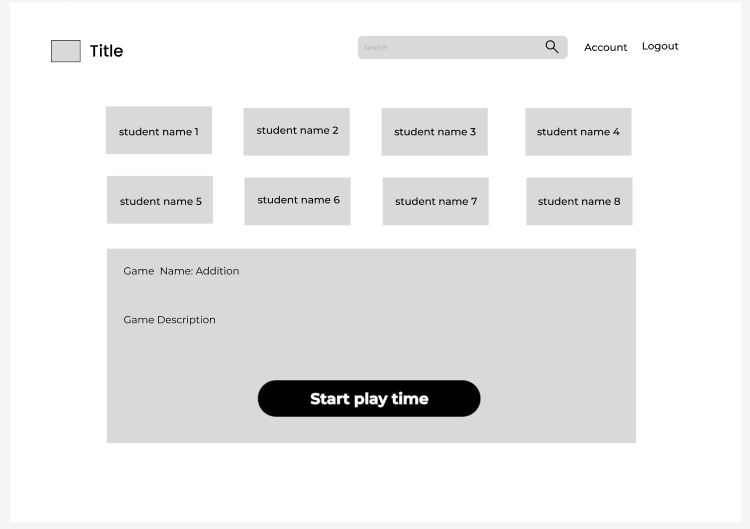 Title
Search
Account
Logout
student name 1
student name 2
student name 3
student name 4
student name 5
student name 6
student name 7
student name 8
Game  Name: Addition
Game Description
Start play time